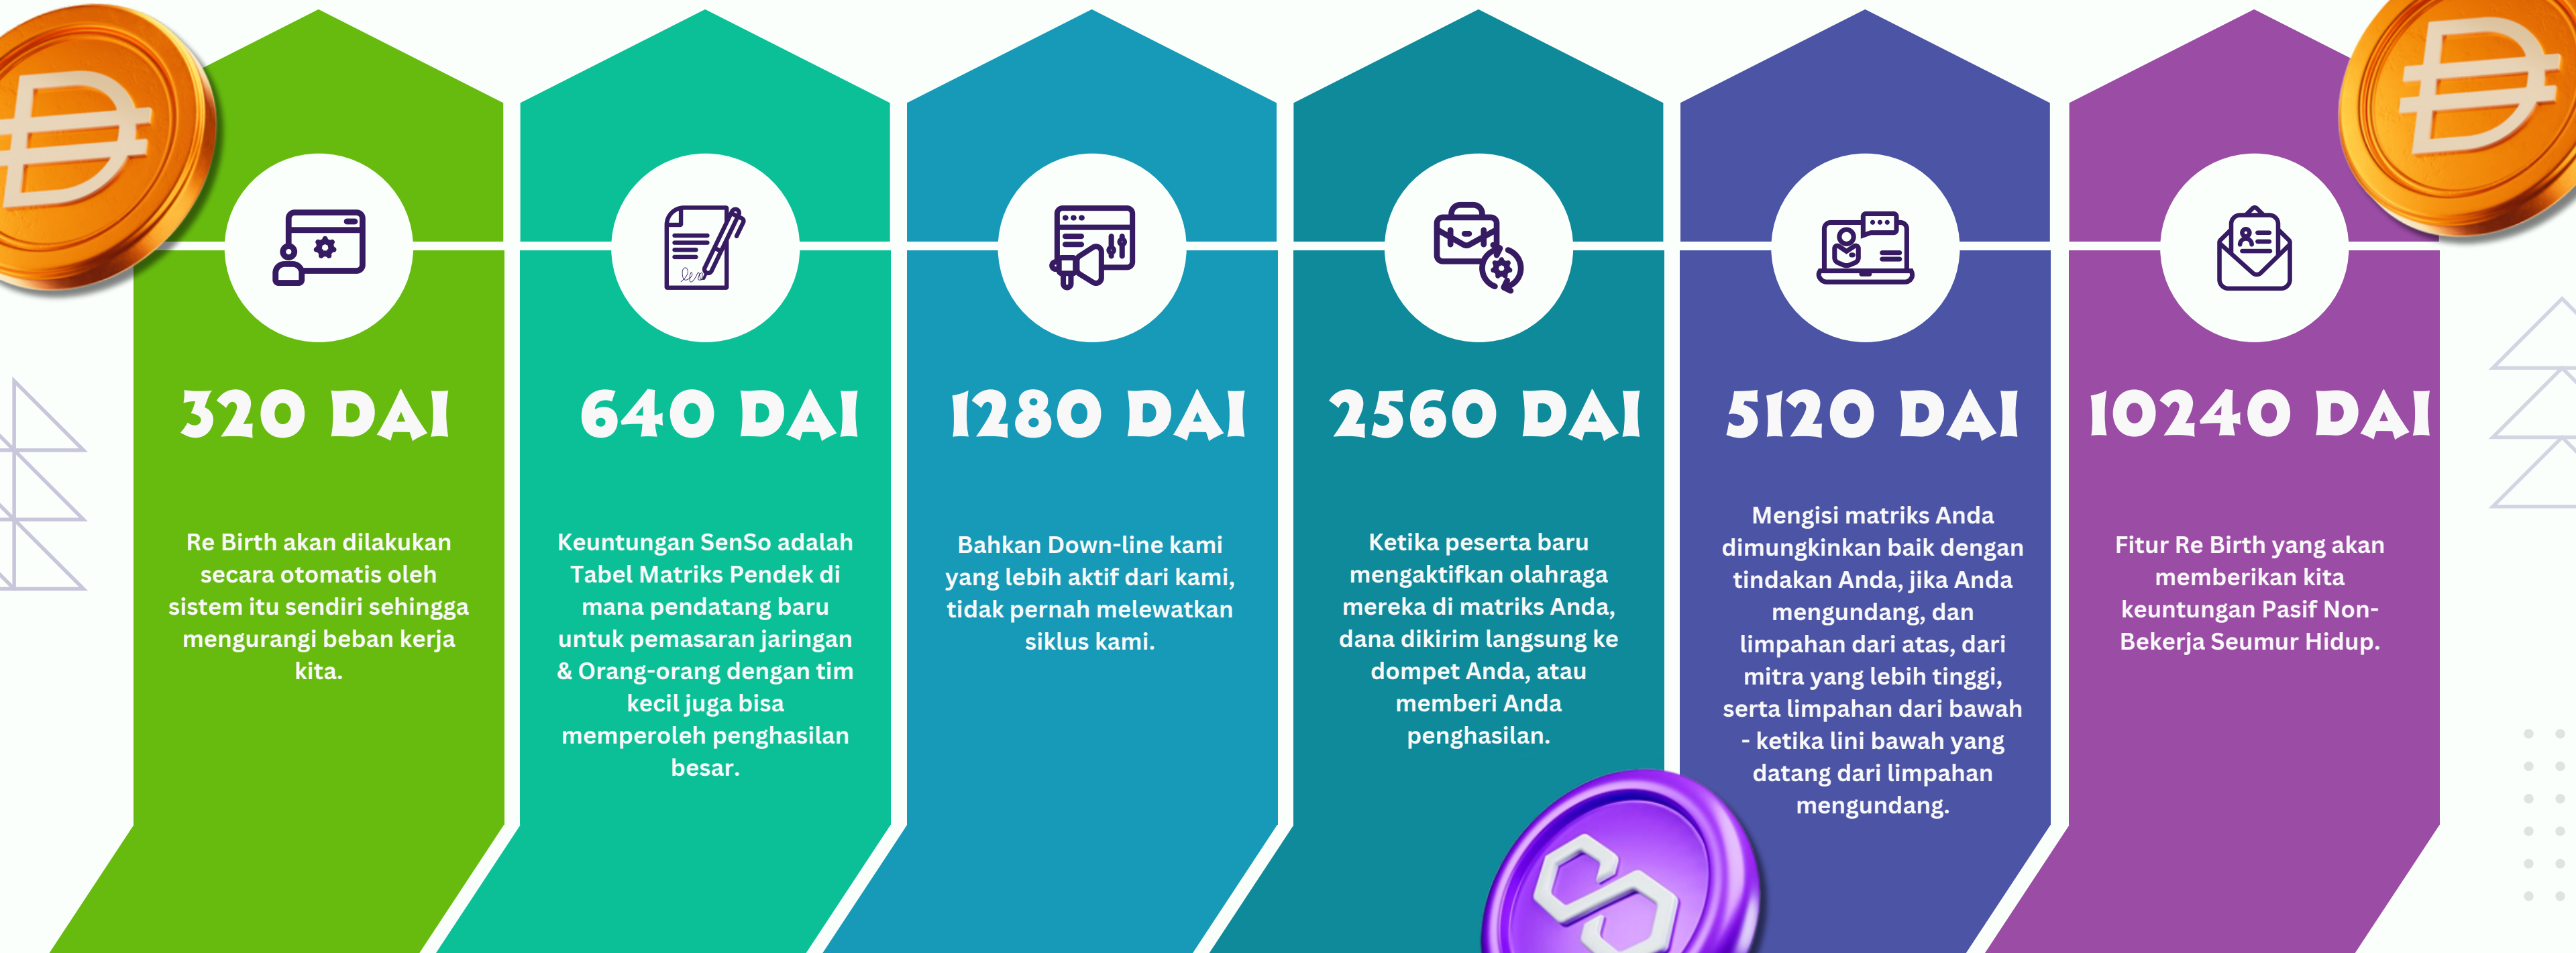 320 DAI
Re Birth akan dilakukan
secara otomatis oleh
sistem itu sendiri sehingga
mengurangi beban kerja
kita.
640 DAI
Keuntungan SenSo adalah
Tabel Matriks Pendek di
mana pendatang baru
untuk pemasaran jaringan
& Orang-orang dengan tim
kecil juga bisa
memperoleh penghasilan
besar.
1280 DAI
Bahkan Down-line kami
yang lebih aktif dari kami,
tidak pernah melewatkan
siklus kami.
2560 DAI
Ketika peserta baru
mengaktifkan olahraga
mereka di matriks Anda,
dana dikirim langsung ke
dompet Anda, atau
memberi Anda
penghasilan.
5120 DAI
Mengisi matriks Anda
dimungkinkan baik dengan
tindakan Anda, jika Anda
mengundang, dan
limpahan dari atas, dari
mitra yang lebih tinggi,
serta limpahan dari bawah
- ketika lini bawah yang
datang dari limpahan
mengundang.
10240 DAI
Fitur Re Birth yang akan
memberikan kita
keuntungan Pasif Non-
Bekerja Seumur Hidup.